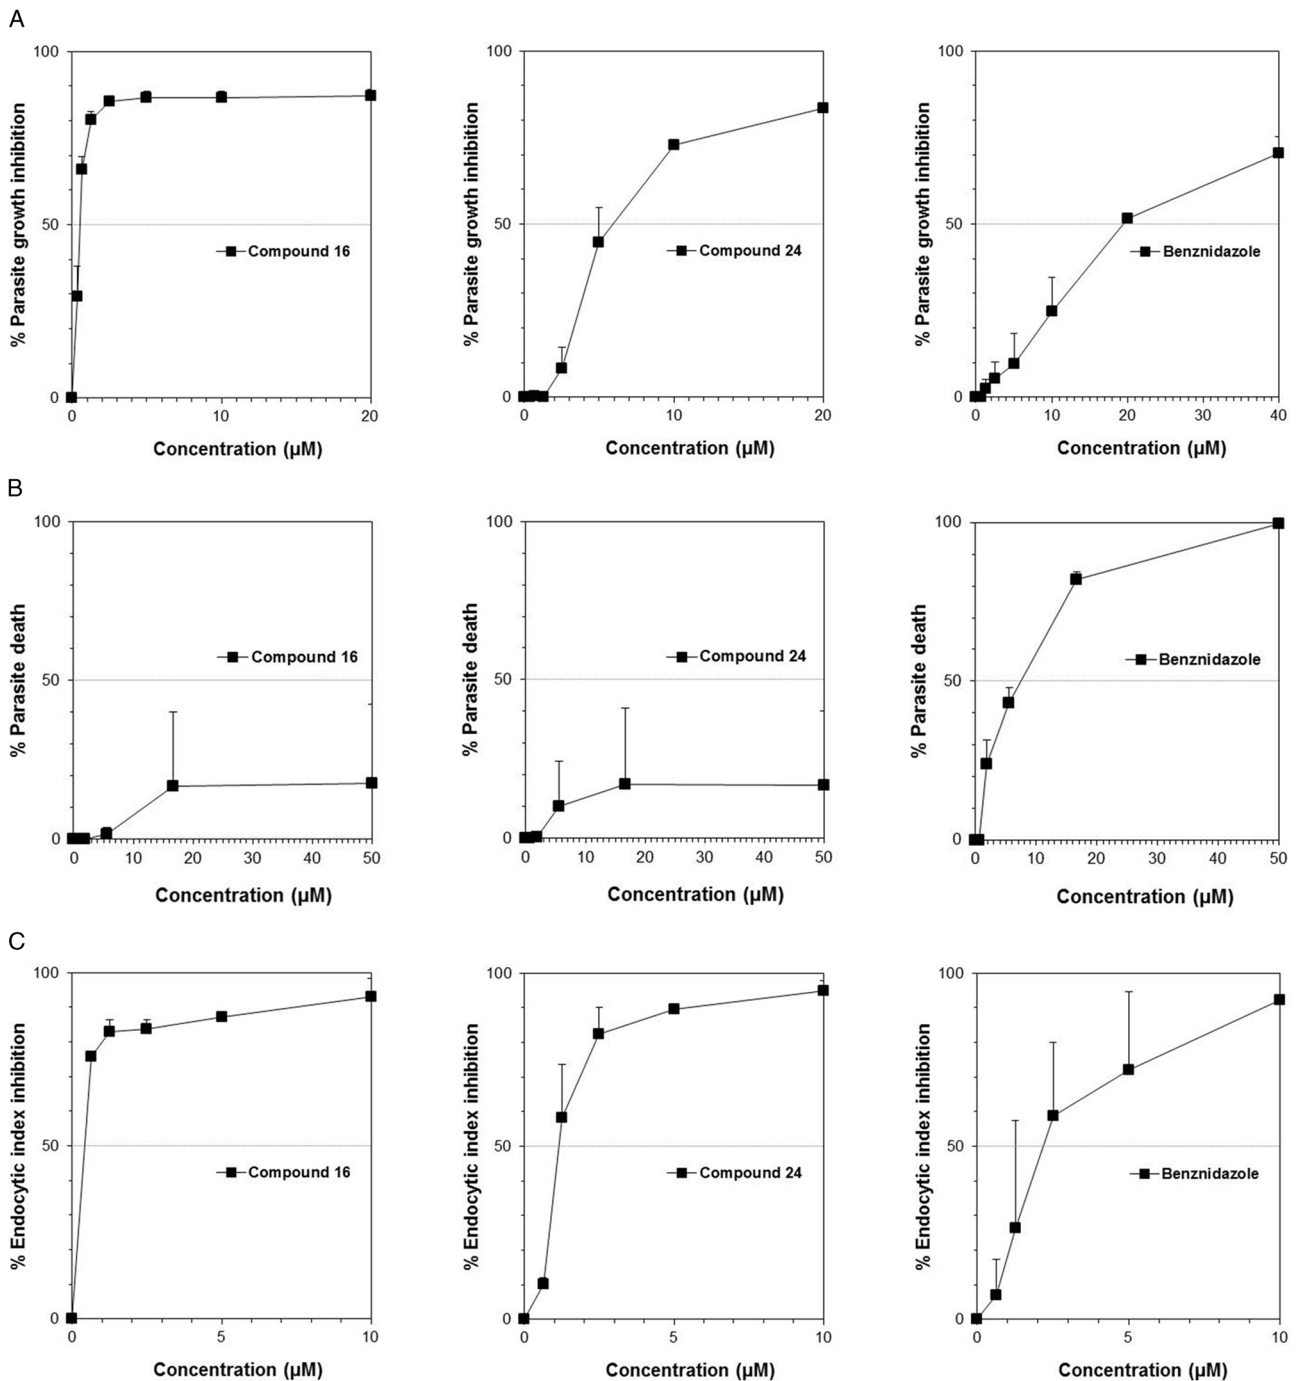 A
% Parasite growth inhibition
100
50
0
Compound 16
0 10 20
Concentration (µM)
% Parasite growth inhibition
100
50
0
Compound 24
0 10 20
Concentration (µM)
% Parasite growth inhibition
100
50
0
Benznidazole
0 10 20 30 40
Concentration (µM)
B
% Parasite death
100
50
0
Compound 16
0 10 20 30 40 50
Concentration (µM)
% Parasite death
100
50
0
Compound 24
0 10 20 30 40 50
Concentration (µM)
% Parasite death
100
50
0
Benznidazole
0 10 20 30 40 50
Concentration (µM)
C
% Endocytic index inhibition
100
50
0
Compound 16
0 5 10
Concentration (µM)
% Endocytic index inhibition
100
50
0
Compound 24
0 5 10
Concentration (µM)
% Endocytic index inhibition
100
50
0
Benznidazole
0 5 10
Concentration (µM)